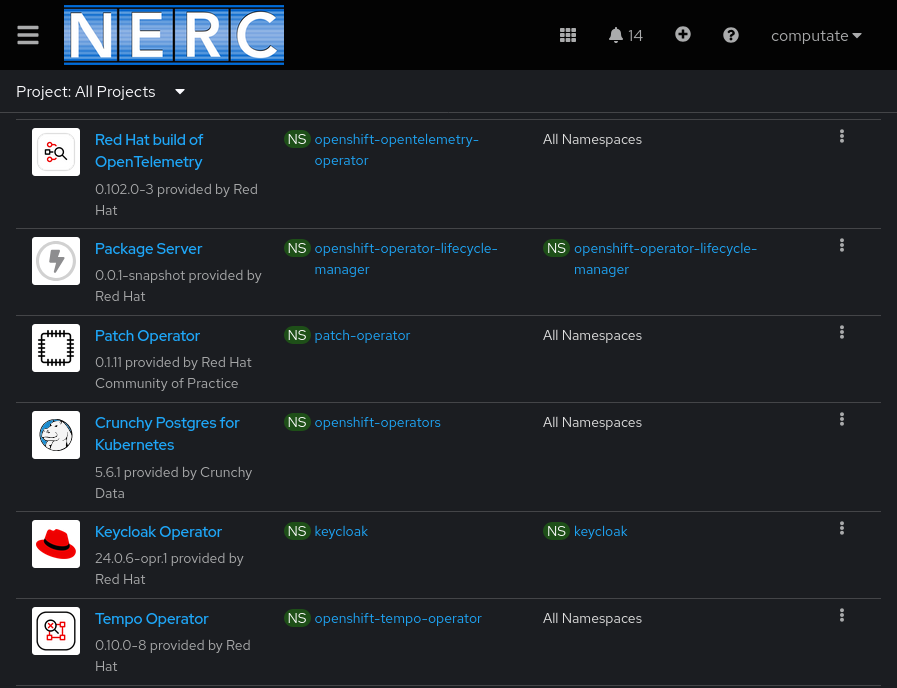 NERC
14
computate
Project: All Projects
Red Hat build of
OpenTelemetry
0.102.0-3 provided by Red
Hat
NS openshift-opentelemetry-
operator
All Namespaces
Package Server
0.0.1-snapshot provided by
Red Hat
NS openshift-operator-lifecycle-
manager
NS openshift-operator-lifecycle-
manager
Patch Operator
0.1.11 provided by Red Hat
Community of Practice
NS patch-operator
All Namespaces
Crunchy Postgres for
Kubernetes
5.6.1 provided by Crunchy
Data
NS openshift-operators
All Namespaces
Keycloak Operator
24.0.6-opr.1 provided by
Red Hat
NS keycloak
NS keycloak
Tempo Operator
0.10.0-8 provided by Red
Hat
NS openshift-tempo-operator
All Namespaces